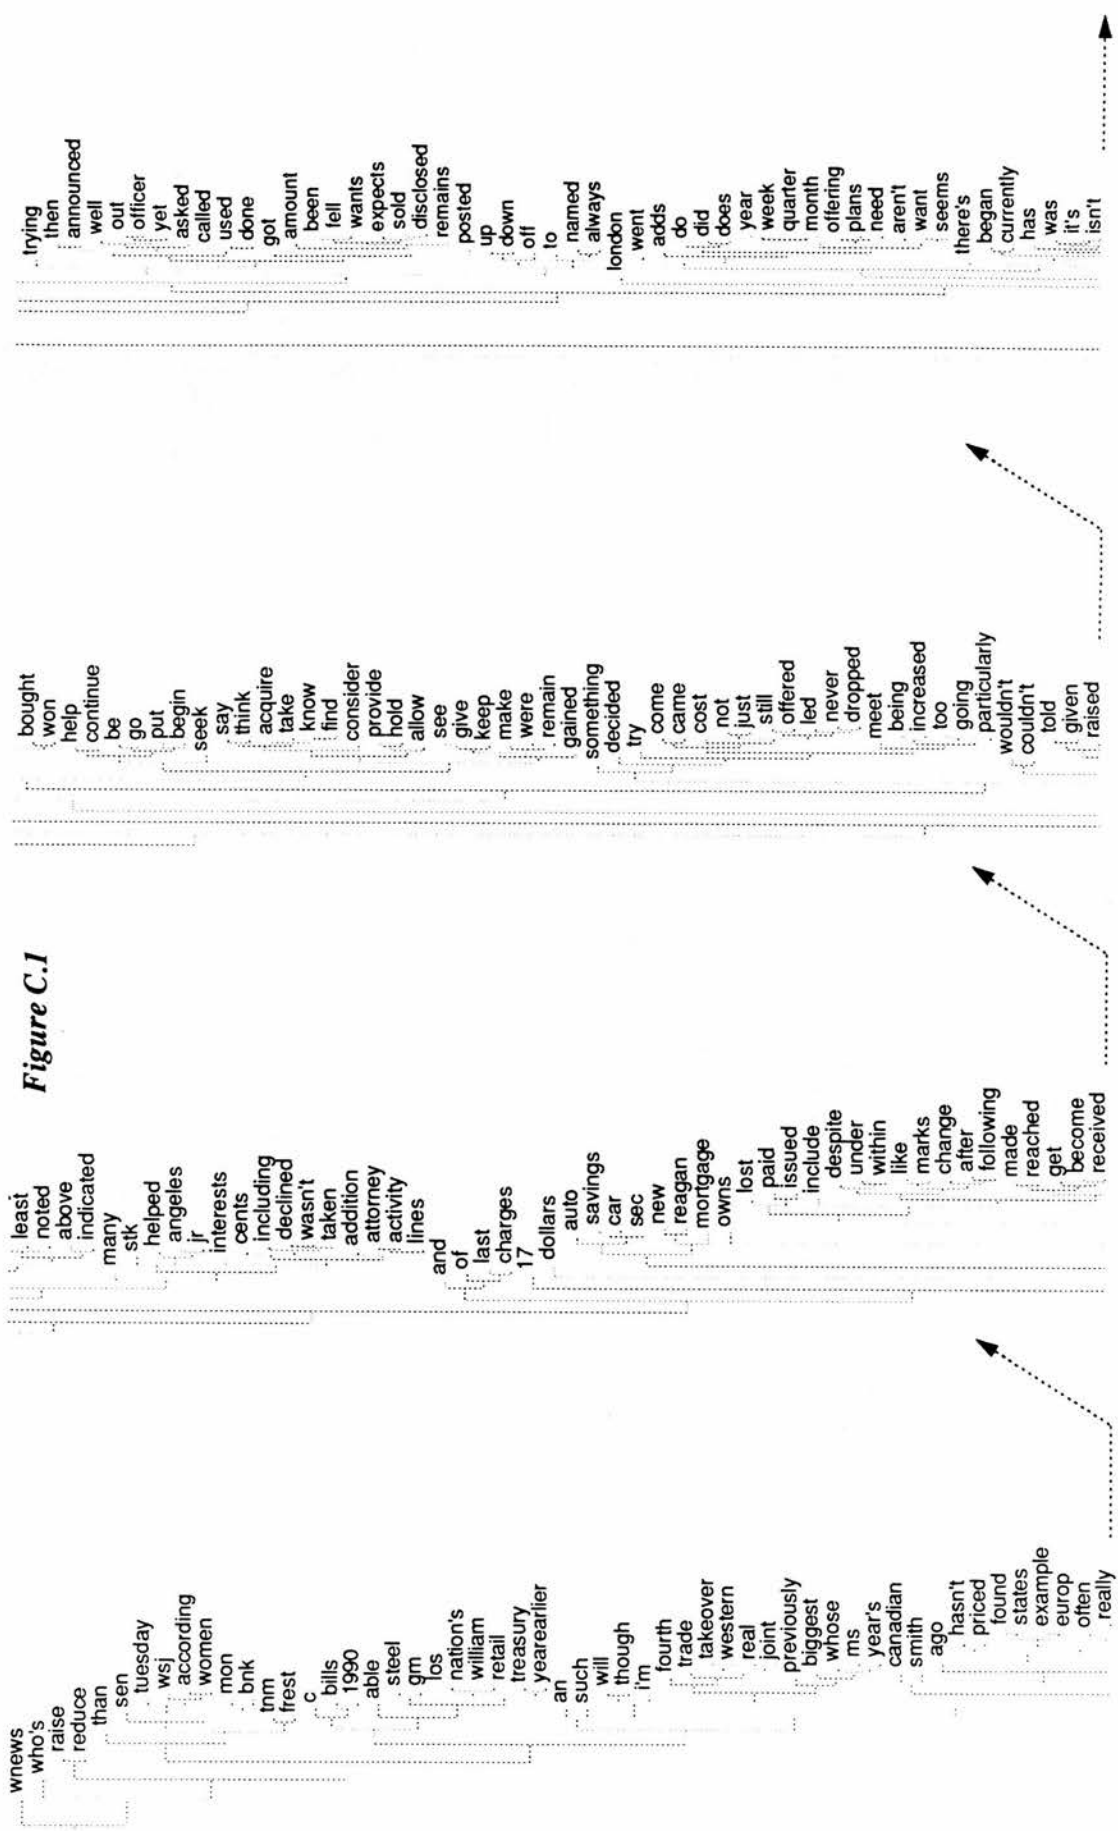 Figure C.1
wnews
who's
raise
reduce
than
sen
tuesday
wsj
according
women
mon
bnk
tnm
frest
c
bills
1990
able
steel
gm
los
nation's
william
retail
treasury
yearearlier
an
such
will
though
i'm
fourth
trade
takeover
western
real
joint
previously
biggest
whose
ms
year's
canadian
smith
ago
hasn't
priced
found
states
example
europ
often
really
least
noted
above
indicated
many
stk
helped
angeles
jr
interests
cents
including
declined
wasn't
taken
addition
attorney
activity
lines
and
of
last
charges
17
dollars
auto
savings
car
sec
new
reagan
mortgage
owns
lost
paid
issued
include
despite
under
within
like
marks
change
after
following
made
reached
get
become
received
bought
won
help
continue
be
go
put
begin
seek
say
think
acquire
take
know
find
consider
provide
hold
allow
see
give
keep
make
were
remain
gained
something
decided
try
come
came
cost
not
just
still
offered
led
never
dropped
meet
being
increased
too
going
particularly
wouldn't
couldn't
told
given
raised
trying
then
announced
well
out
officer
yet
asked
called
used
done
got
amount
been
fell
wants
expects
sold
disclosed
remains
posted
up
down
off
to
named
always
london
went
adds
do
did
does
year
week
quarter
month
offering
plans
need
aren't
want
seems
there's
began
currently
has
was
it's
isn't